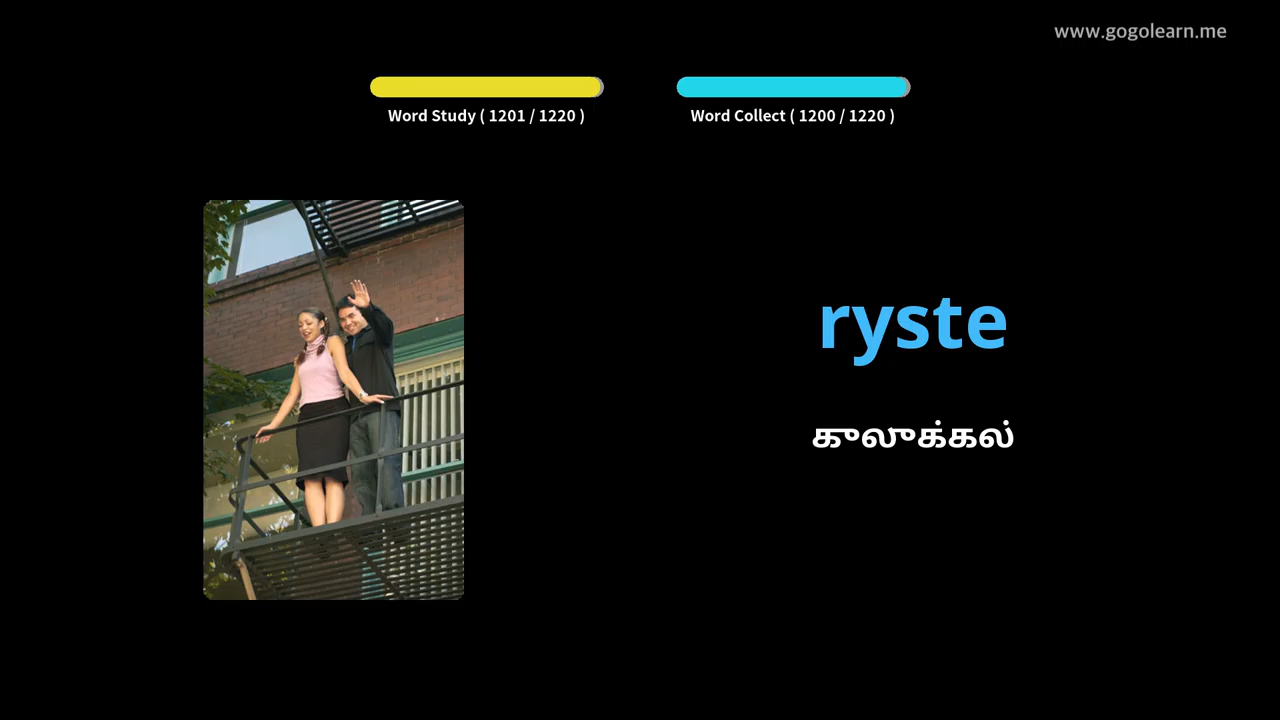 www.gogolearn.me
Word Study ( 1201 / 1220 )
Word Collect ( 1200 / 1220 )
ryste
குலுக்கல்